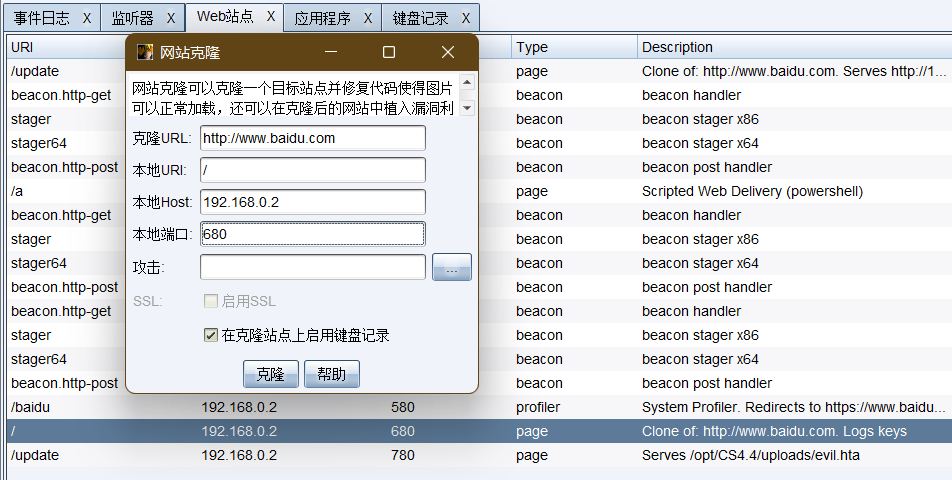 事件日志 X 监听器 X Web站点 X 应用程序 X 键盘记录 X
URI Type Description
网站克隆
网站克隆可以克隆一个目标站点并修复代码使得图片
可以正常加载，还可以在克隆后的网站中植入漏洞利
克隆URL: http://www.baidu.com
本地URI: /
本地Host: 192.168.0.2
本地端口: 680
攻击: ...
SSL: 启用SSL
在克隆站点上启用键盘记录
克隆 帮助
/update page Clone of: http://www.baidu.com. Serves http://1...
beacon.http-get beacon beacon handler
stager beacon beacon stager x86
stager64 beacon beacon stager x64
beacon.http-post beacon beacon post handler
/a page Scripted Web Delivery (powershell)
beacon.http-get beacon beacon handler
stager beacon beacon stager x86
stager64 beacon beacon stager x64
beacon.http-post beacon beacon post handler
beacon.http-get beacon beacon handler
stager beacon beacon stager x86
stager64 beacon beacon stager x64
beacon.http-post beacon beacon post handler
/baidu 192.168.0.2 580 profiler System Profiler. Redirects to https://www.baidu...
/ 192.168.0.2 680 page Clone of: http://www.baidu.com. Logs keys
/update 192.168.0.2 780 page Serves /opt/CS4.4/uploads/evil.hta